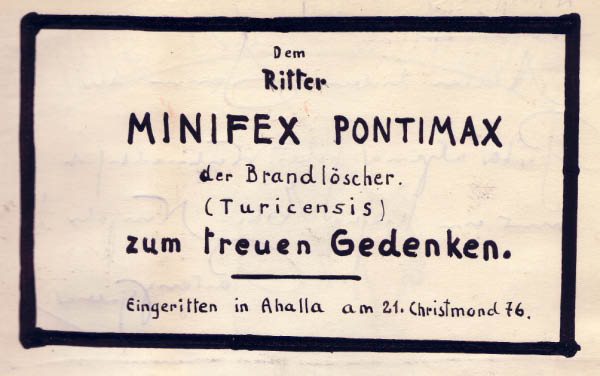 Dem
Ritter
MINIFEX PONTIMAX
der Brandlöscher.
(Turicensis)
zum treuen Gedenken.
Eingeritten in Ahalla am 21. Christmond 76.